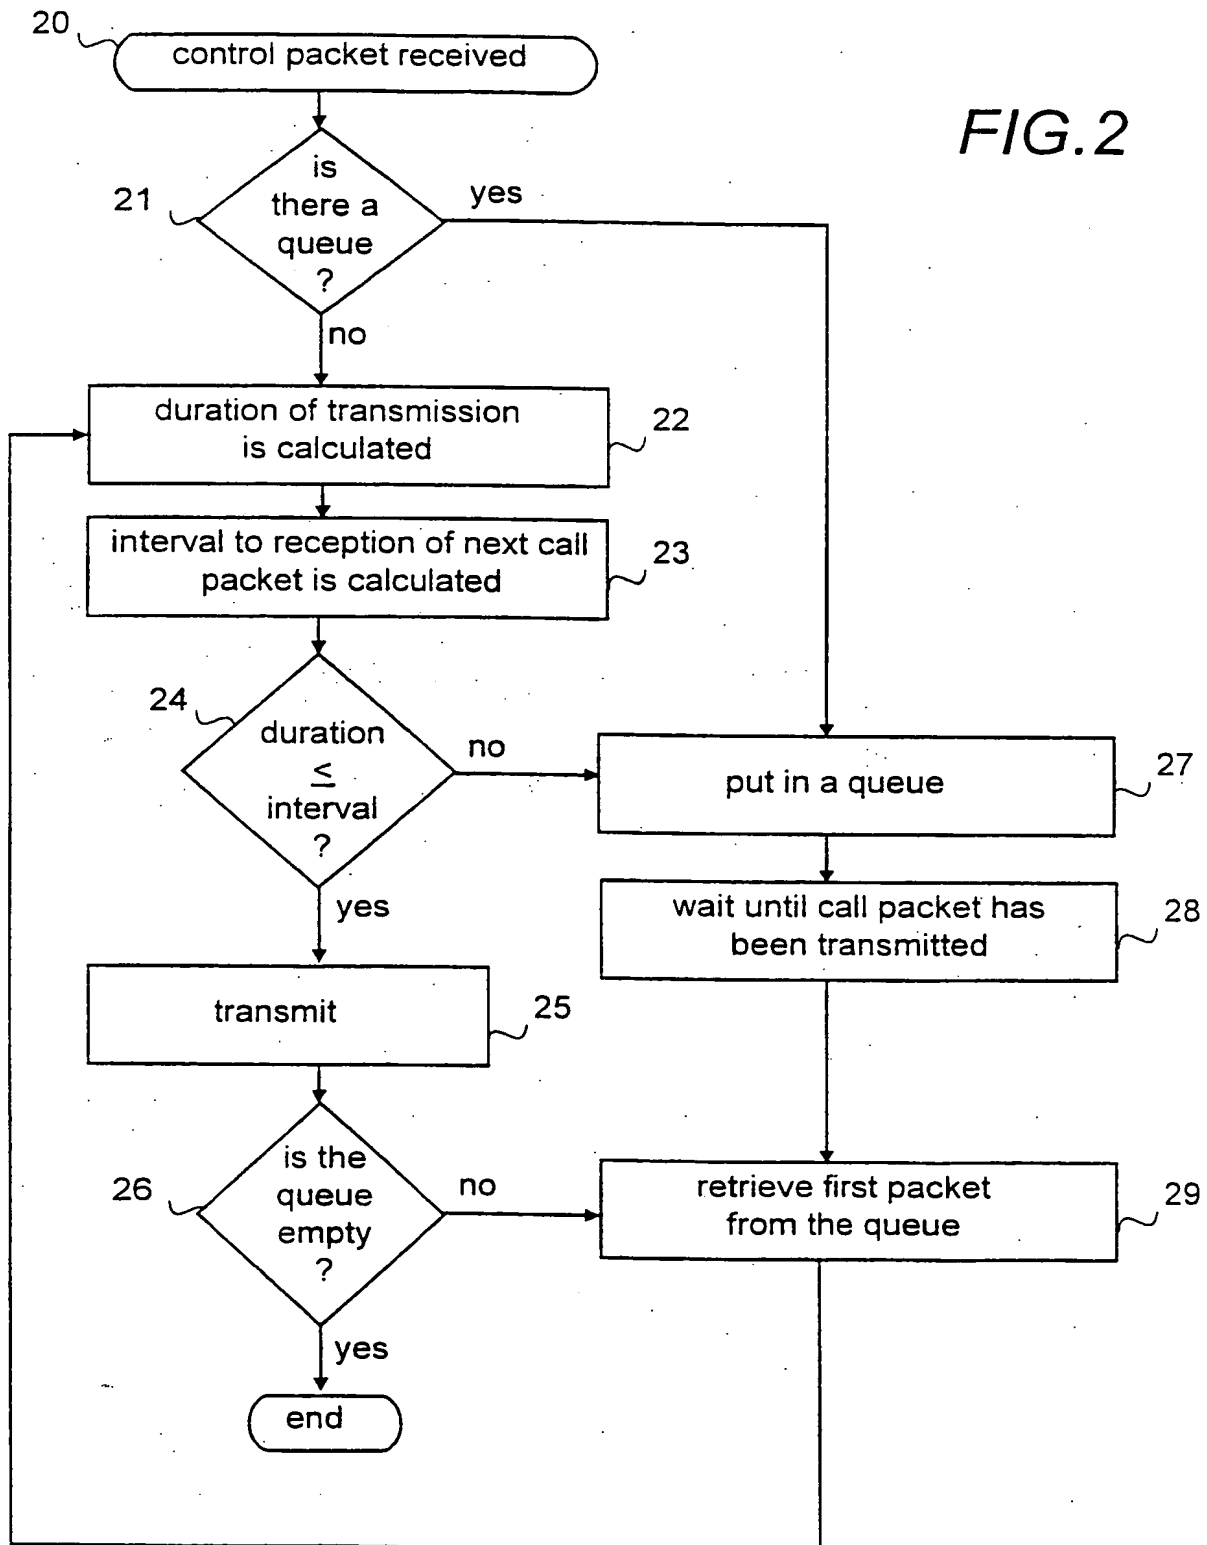 20
control packet received
FIG.2
is
there a
queue
?
21
yes
no
duration of transmission
is calculated
22
interval to reception of next call
packet is calculated
23
24
duration
≤
interval
?
no
put in a queue
27
yes
wait until call packet has
been transmitted
28
transmit
25
is the
queue
empty
?
26
no
retrieve first packet
from the queue
29
yes
end